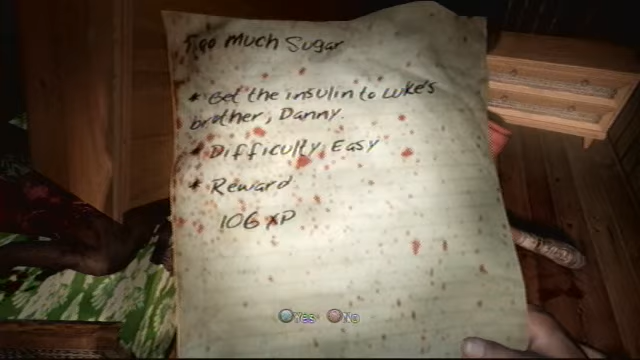 Too Much Sugar
* Get the insulin to Luke's
brother, Danny.
* Difficulty: Easy
* Reward
106 XP
Yes No